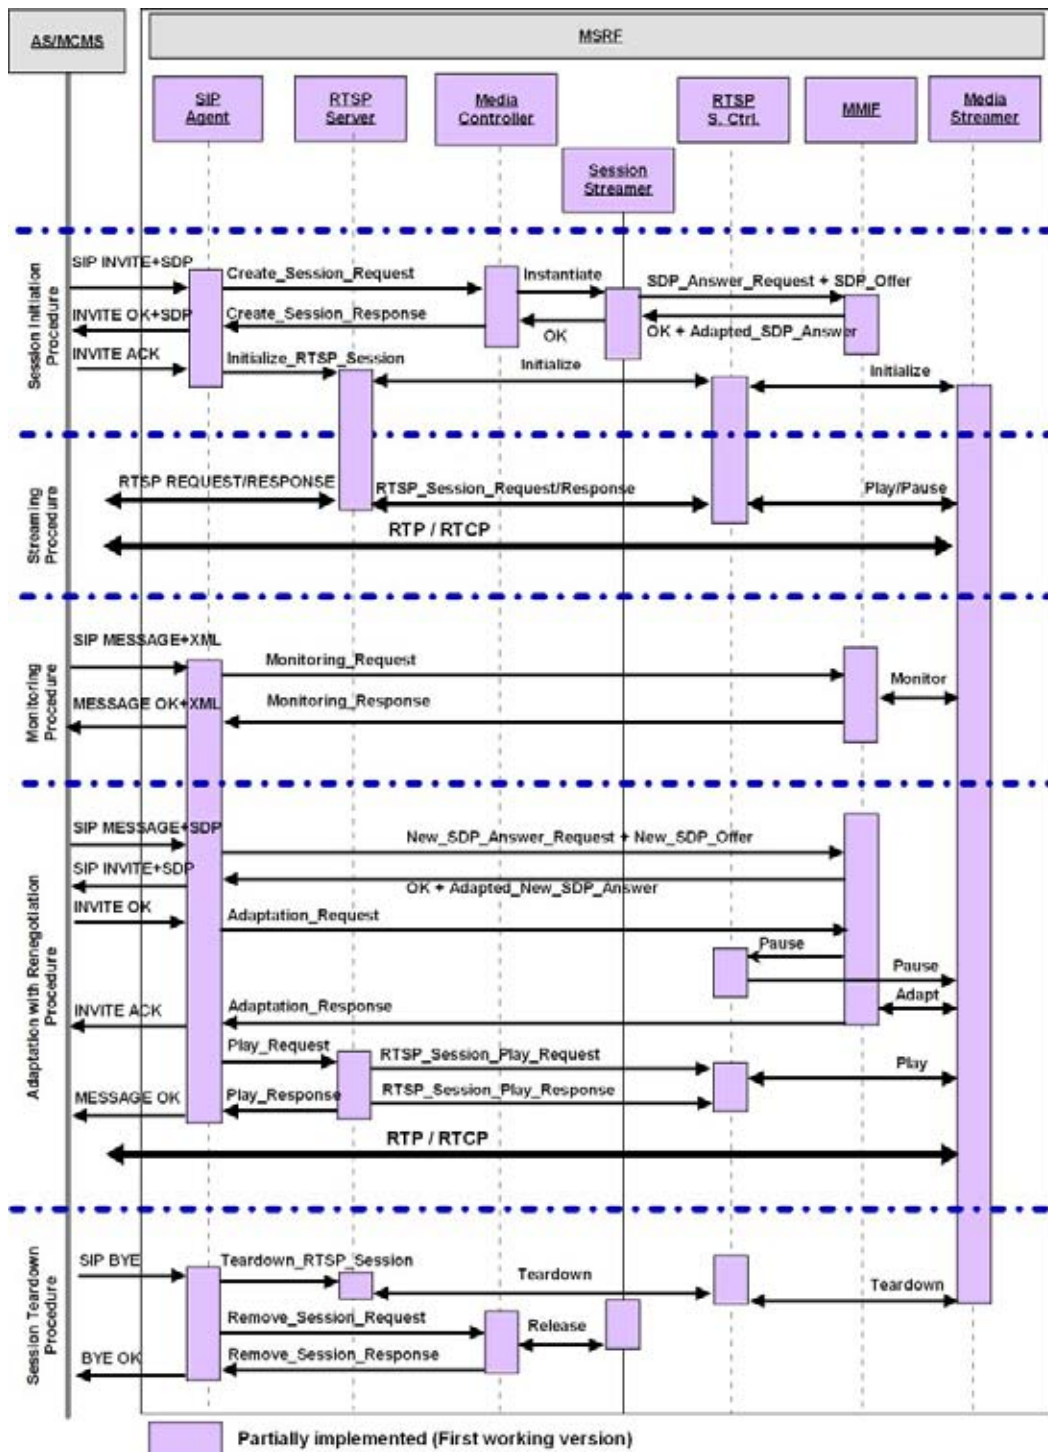 AS/MCMS
MSRF
SIP
Agent
RTSP
Server
Media
Controller
Session
Streamer
RTSP
S. Ctrl.
MMIF
Media
Streamer
Session Initiation
Procedure
SIP INVITE+SDP
Create_Session_Request
Instantiate
SDP_Answer_Request + SDP_Offer
INVITE OK+SDP
Create_Session_Response
OK
OK + Adapted_SDP_Answer
INVITE ACK
Initialize_RTSP_Session
Initialize
Initialize
Streaming
Procedure
RTSP REQUEST/RESPONSE
RTSP_Session_Request/Response
Play/Pause
RTP / RTCP
Monitoring
Procedure
SIP MESSAGE+XML
Monitoring_Request
Monitor
MESSAGE OK+XML
Monitoring_Response
Adaptation with Renegotiation
Procedure
SIP MESSAGE+SDP
New_SDP_Answer_Request + New_SDP_Offer
SIP INVITE+SDP
OK + Adapted_New_SDP_Answer
INVITE OK
Adaptation_Request
Pause
Pause
Adapt
INVITE ACK
Adaptation_Response
Play_Request
RTSP_Session_Play_Request
Play
MESSAGE OK
Play_Response
RTSP_Session_Play_Response
RTP / RTCP
Session Teardown
Procedure
SIP BYE
Teardown_RTSP_Session
Teardown
Teardown
Remove_Session_Request
Release
BYE OK
Remove_Session_Response
Partially implemented (First working version)